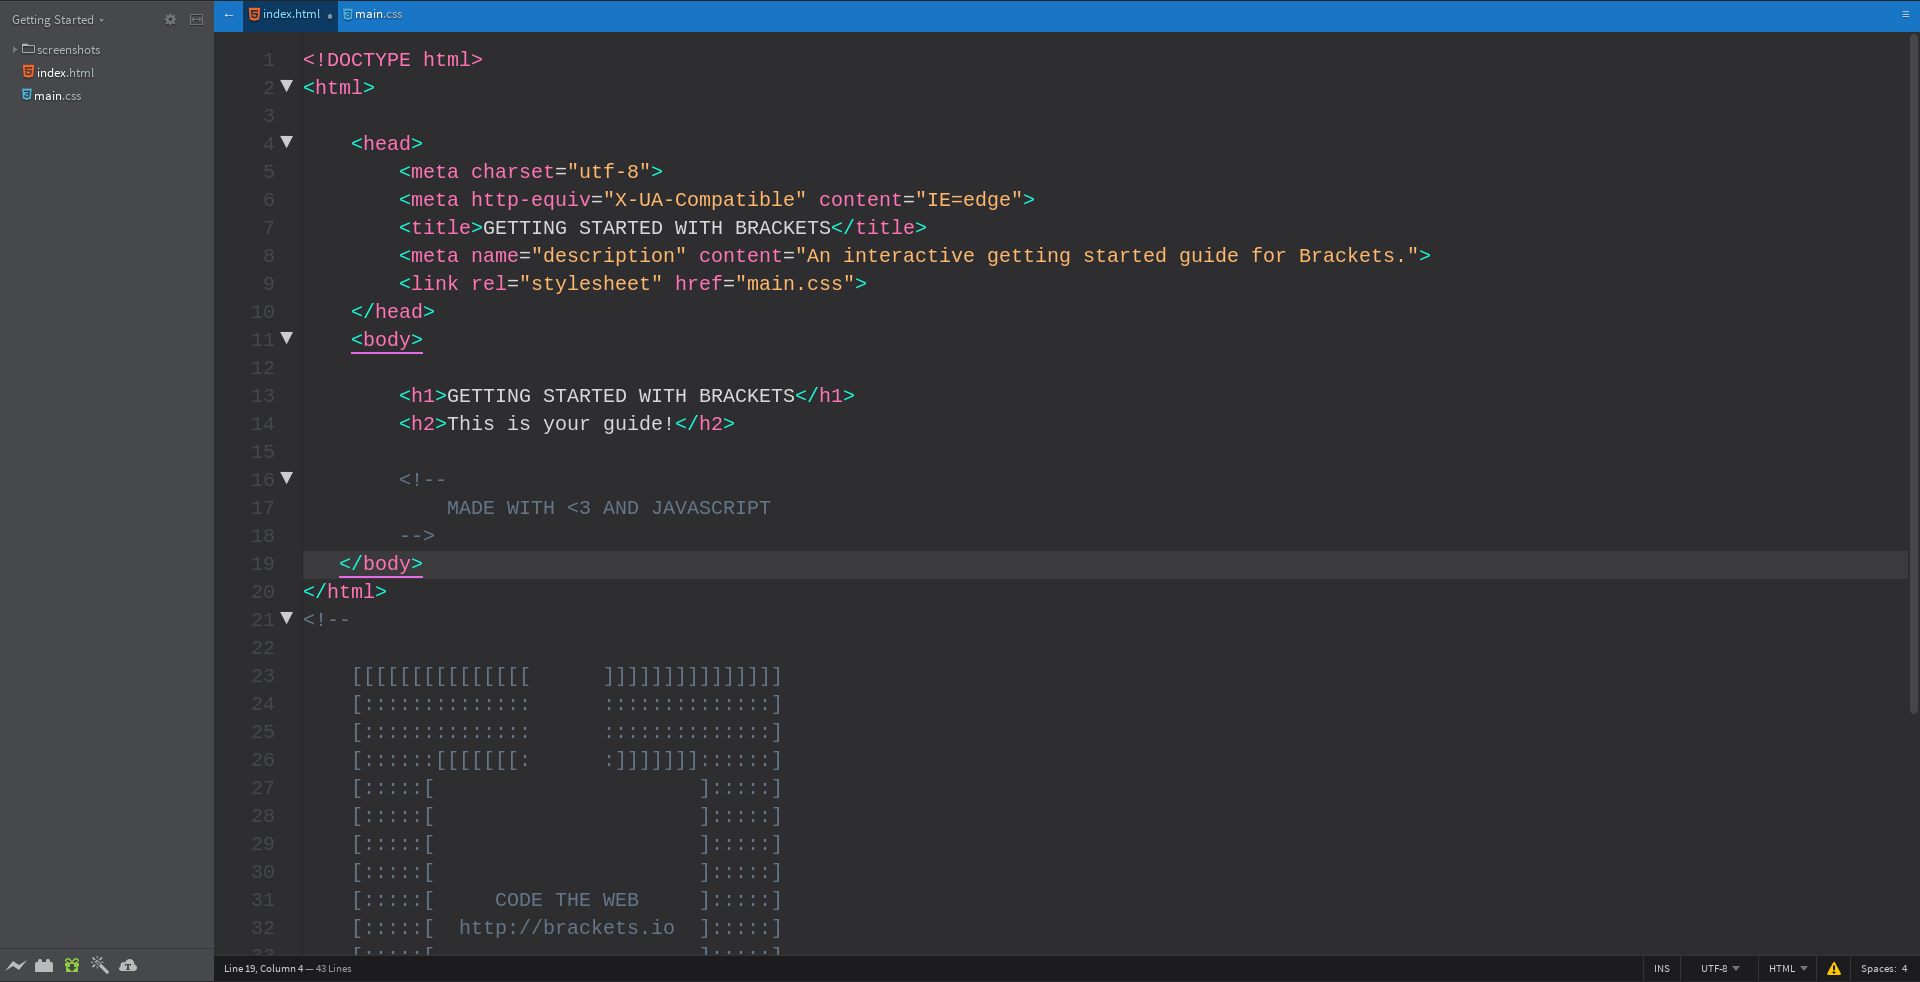 Getting Started
screenshots
index.html
main.css
← index.html • main.css
1 <!DOCTYPE html>
2 <html>
3
4     <head>
5         <meta charset="utf-8">
6         <meta http-equiv="X-UA-Compatible" content="IE=edge">
7         <title>GETTING STARTED WITH BRACKETS</title>
8         <meta name="description" content="An interactive getting started guide for Brackets.">
9         <link rel="stylesheet" href="main.css">
10     </head>
11     <body>
12
13         <h1>GETTING STARTED WITH BRACKETS</h1>
14         <h2>This is your guide!</h2>
15
16         <!--
17             MADE WITH <3 AND JAVASCRIPT
18         -->
19    </body>
20 </html>
21 <!--
22
23     [[[[[[[[[[[[[[[      ]]]]]]]]]]]]]]]
24     [::::::::::::::      ::::::::::::::]
25     [::::::::::::::      ::::::::::::::]
26     [::::::[[[[[[[:      :]]]]]]]::::::]
27     [:::::[                      ]:::::]
28     [:::::[                      ]:::::]
29     [:::::[                      ]:::::]
30     [:::::[                      ]:::::]
31     [:::::[     CODE THE WEB     ]:::::]
32     [:::::[  http://brackets.io  ]:::::]
33     [:::::[                      ]:::::]
Line 19, Column 4 — 43 Lines
INS UTF-8 HTML Spaces: 4